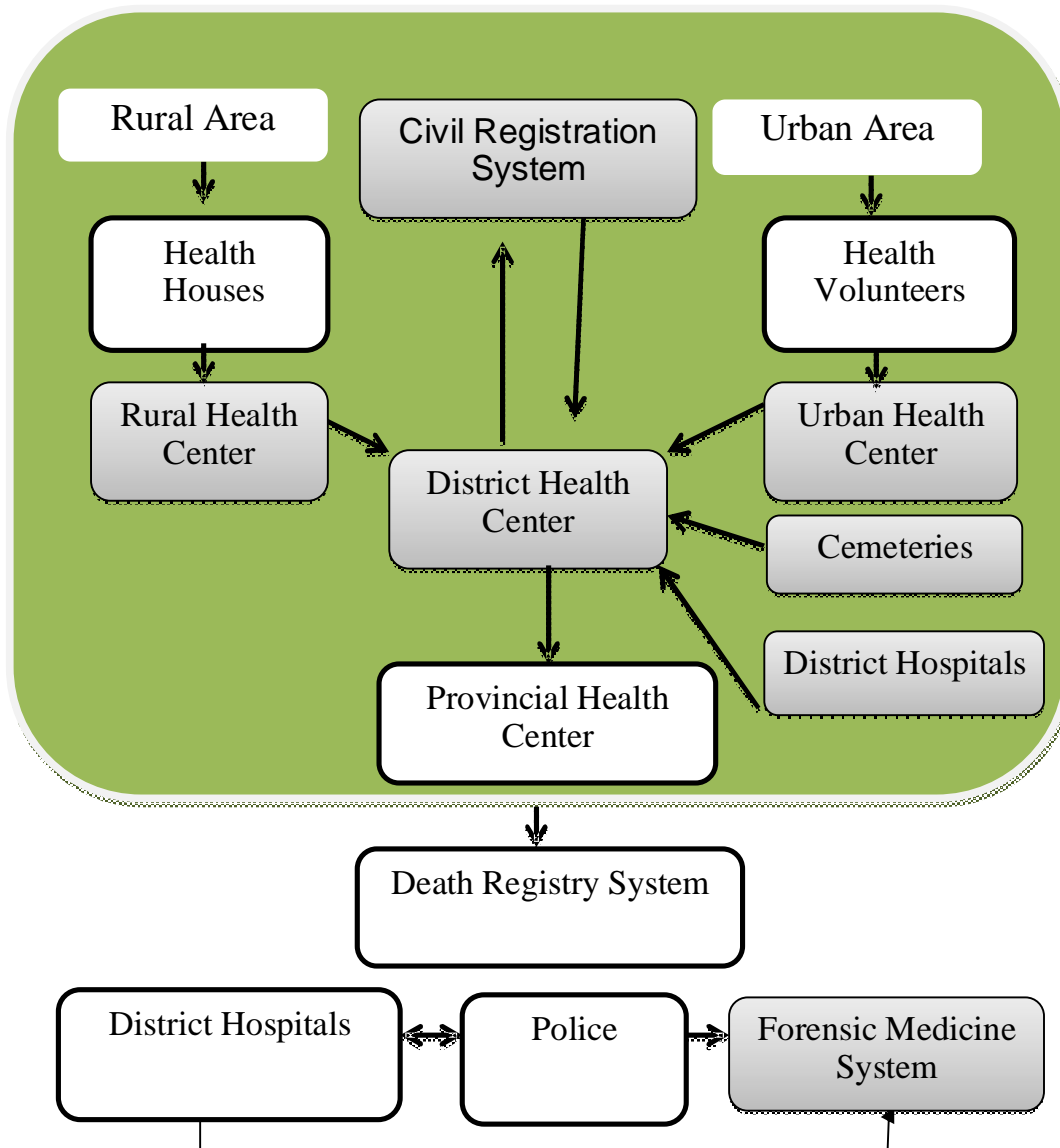 Rural Area
Civil Registration
System
Urban Area
Health
Houses
Health
Volunteers
Rural Health
Center
Urban Health
Center
District Health
Center
Cemeteries
District Hospitals
Provincial Health
Center
Death Registry System
District Hospitals
Police
Forensic Medicine
System